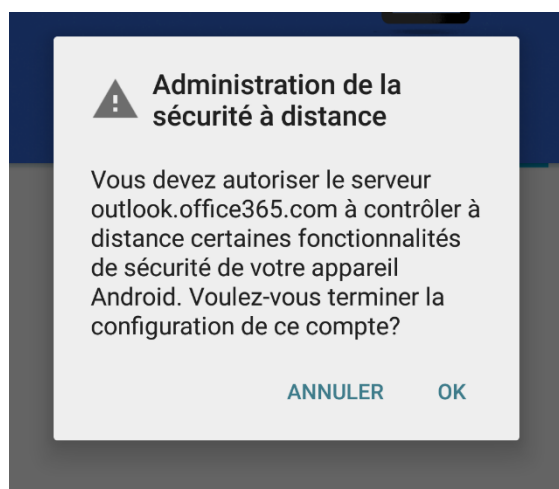 Administration de la
sécurité à distance
Vous devez autoriser le serveur
outlook.office365.com à contrôler à
distance certaines fonctionnalités
de sécurité de votre appareil
Android. Voulez-vous terminer la
configuration de ce compte?
ANNULER OK